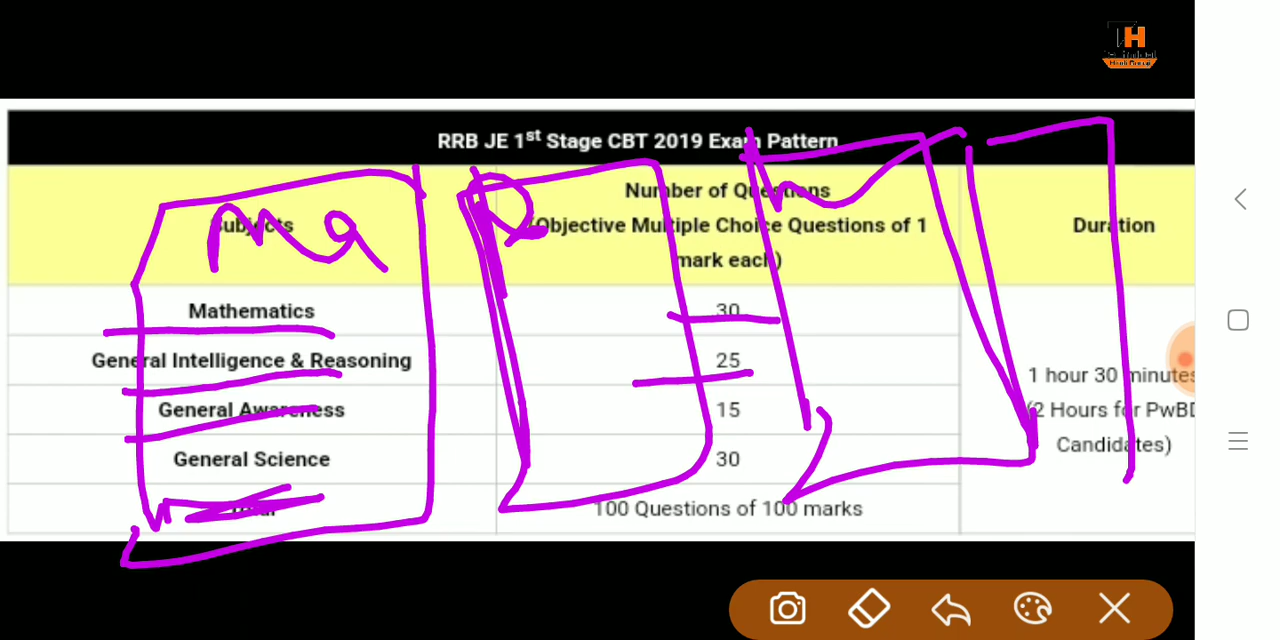 TH
RRB JE 1st Stage CBT 2019 Exam Pattern
Subjects
Number of Questions
(Objective Multiple Choice Questions of 1
mark each)
Duration
Mathematics
30
General Intelligence & Reasoning
25
General Awareness
15
General Science
30
1 hour 30 minutes
(2 Hours for PwBD
Candidates)
Total
100 Questions of 100 marks